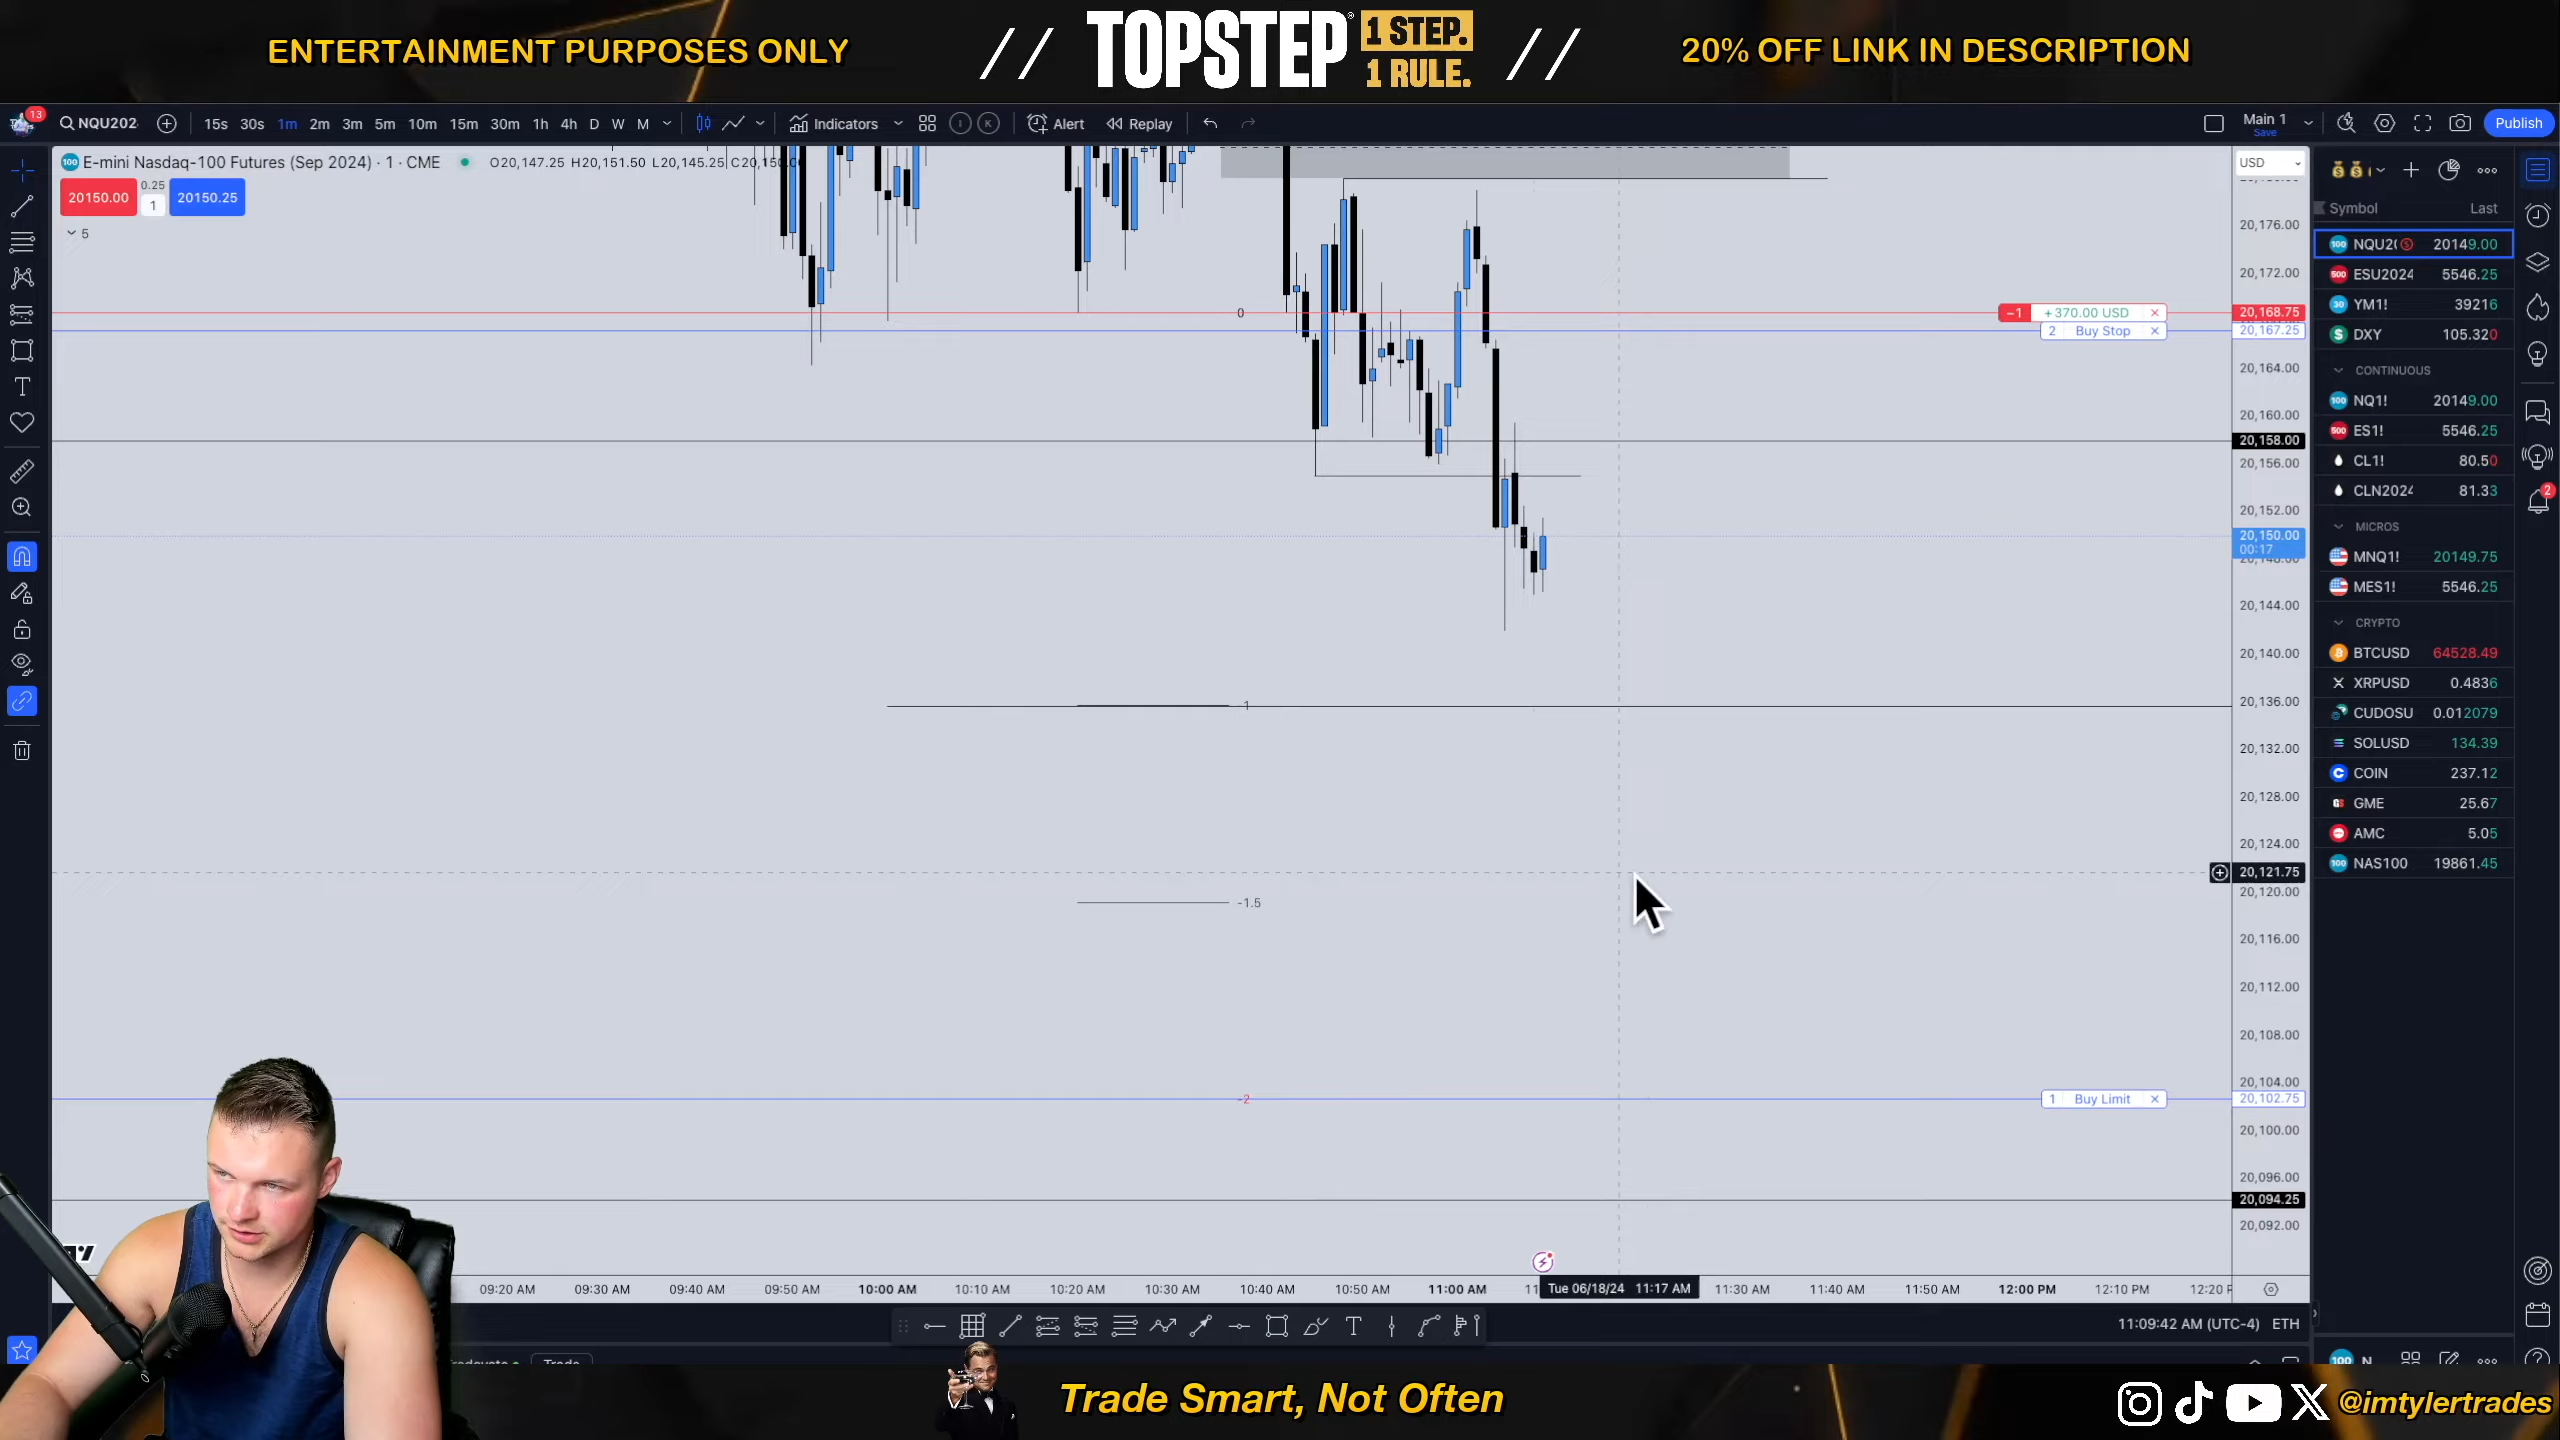 ENTERTAINMENT PURPOSES ONLY
// TOPSTEP® 1 STEP. 1 RULE. //
20% OFF LINK IN DESCRIPTION
13
NQU202
15s 30s 1m 2m 3m 5m 10m 15m 30m 1h 4h D W M
Indicators
Alert
Replay
Main 1
Save
Publish
E-mini Nasdaq-100 Futures (Sep 2024) · 1 · CME
O20,147.25 H20,151.50 L20,145.25 C20,150.00
20150.00
0.25
1
20150.25
5
USD
20,176.00
20,172.00
20,168.75
20,167.25
20,164.00
20,160.00
20,158.00
20,156.00
20,152.00
20,150.00
00:17
20,144.00
20,140.00
20,136.00
20,132.00
20,128.00
20,124.00
20,121.75
20,120.00
20,116.00
20,112.00
20,108.00
20,104.00
20,102.75
20,100.00
20,096.00
20,094.25
20,092.00
0
-1 +370.00 USD ×
2 Buy Stop ×
-1
-1.5
-2
1 Buy Limit ×
Symbol Last
NQU2 20149.00
ESU2024 5546.25
YM1! 39216
DXY 105.320
CONTINUOUS
NQ1! 20149.00
ES1! 5546.25
CL1! 80.50
CLN2024 81.33
MICROS
MNQ1! 20149.75
MES1! 5546.25
CRYPTO
BTCUSD 64528.49
XRPUSD 0.4836
CUDOSU 0.012079
SOLUSD 134.39
COIN 237.12
GME 25.67
AMC 5.05
NAS100 19861.45
2
09:20 AM 09:30 AM 09:40 AM 09:50 AM 10:00 AM 10:10 AM 10:20 AM 10:30 AM 10:40 AM 10:50 AM 11:00 AM Tue 06/18/24 11:17 AM 11:30 AM 11:40 AM 11:50 AM 12:00 PM 12:10 PM 12:20 P
11:09:42 AM (UTC-4) ETH
Trade
N
Trade Smart, Not Often
@imtylertrades